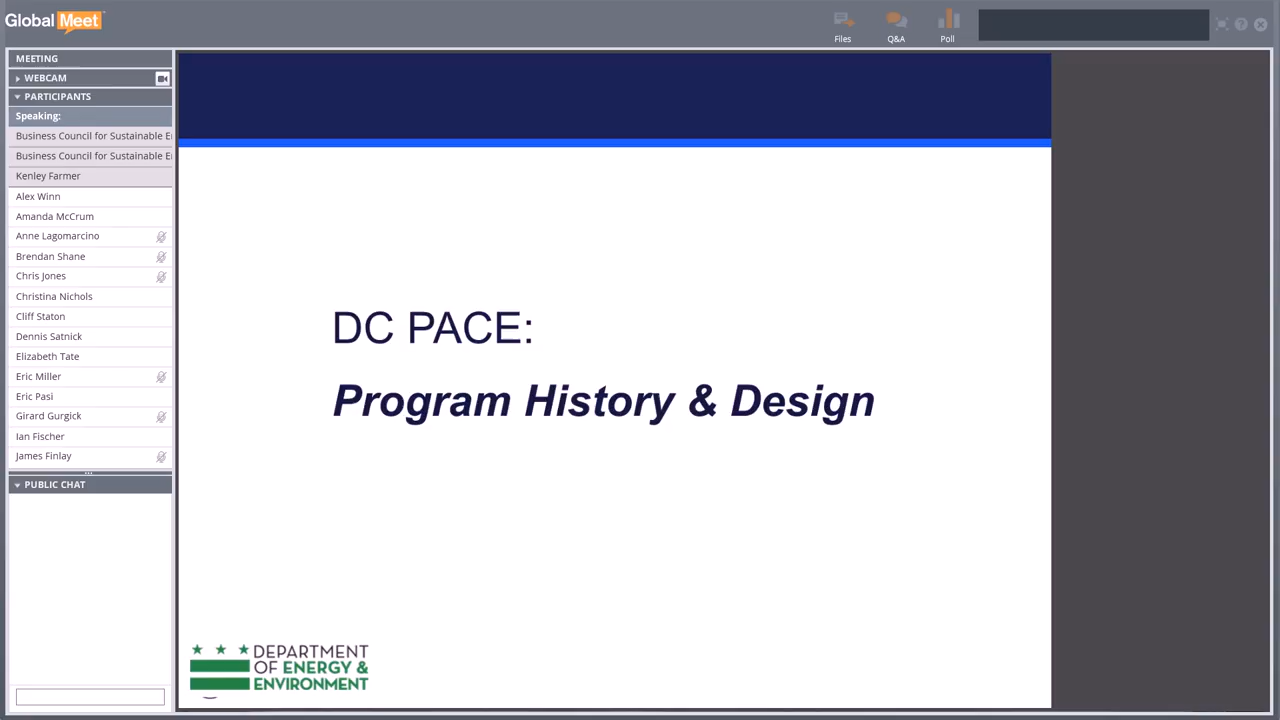 Global Meet
Files
Q&A
Poll
MEETING
WEBCAM
PARTICIPANTS
Speaking:
Business Council for Sustainable E
Business Council for Sustainable E
Kenley Farmer
Alex Winn
Amanda McCrum
Anne Lagomarcino
Brendan Shane
Chris Jones
Christina Nichols
Cliff Staton
Dennis Satnick
Elizabeth Tate
Eric Miller
Eric Pasi
Girard Gurgick
Ian Fischer
James Finlay
PUBLIC CHAT
DC PACE:
Program History & Design
DEPARTMENT
OF ENERGY &
ENVIRONMENT